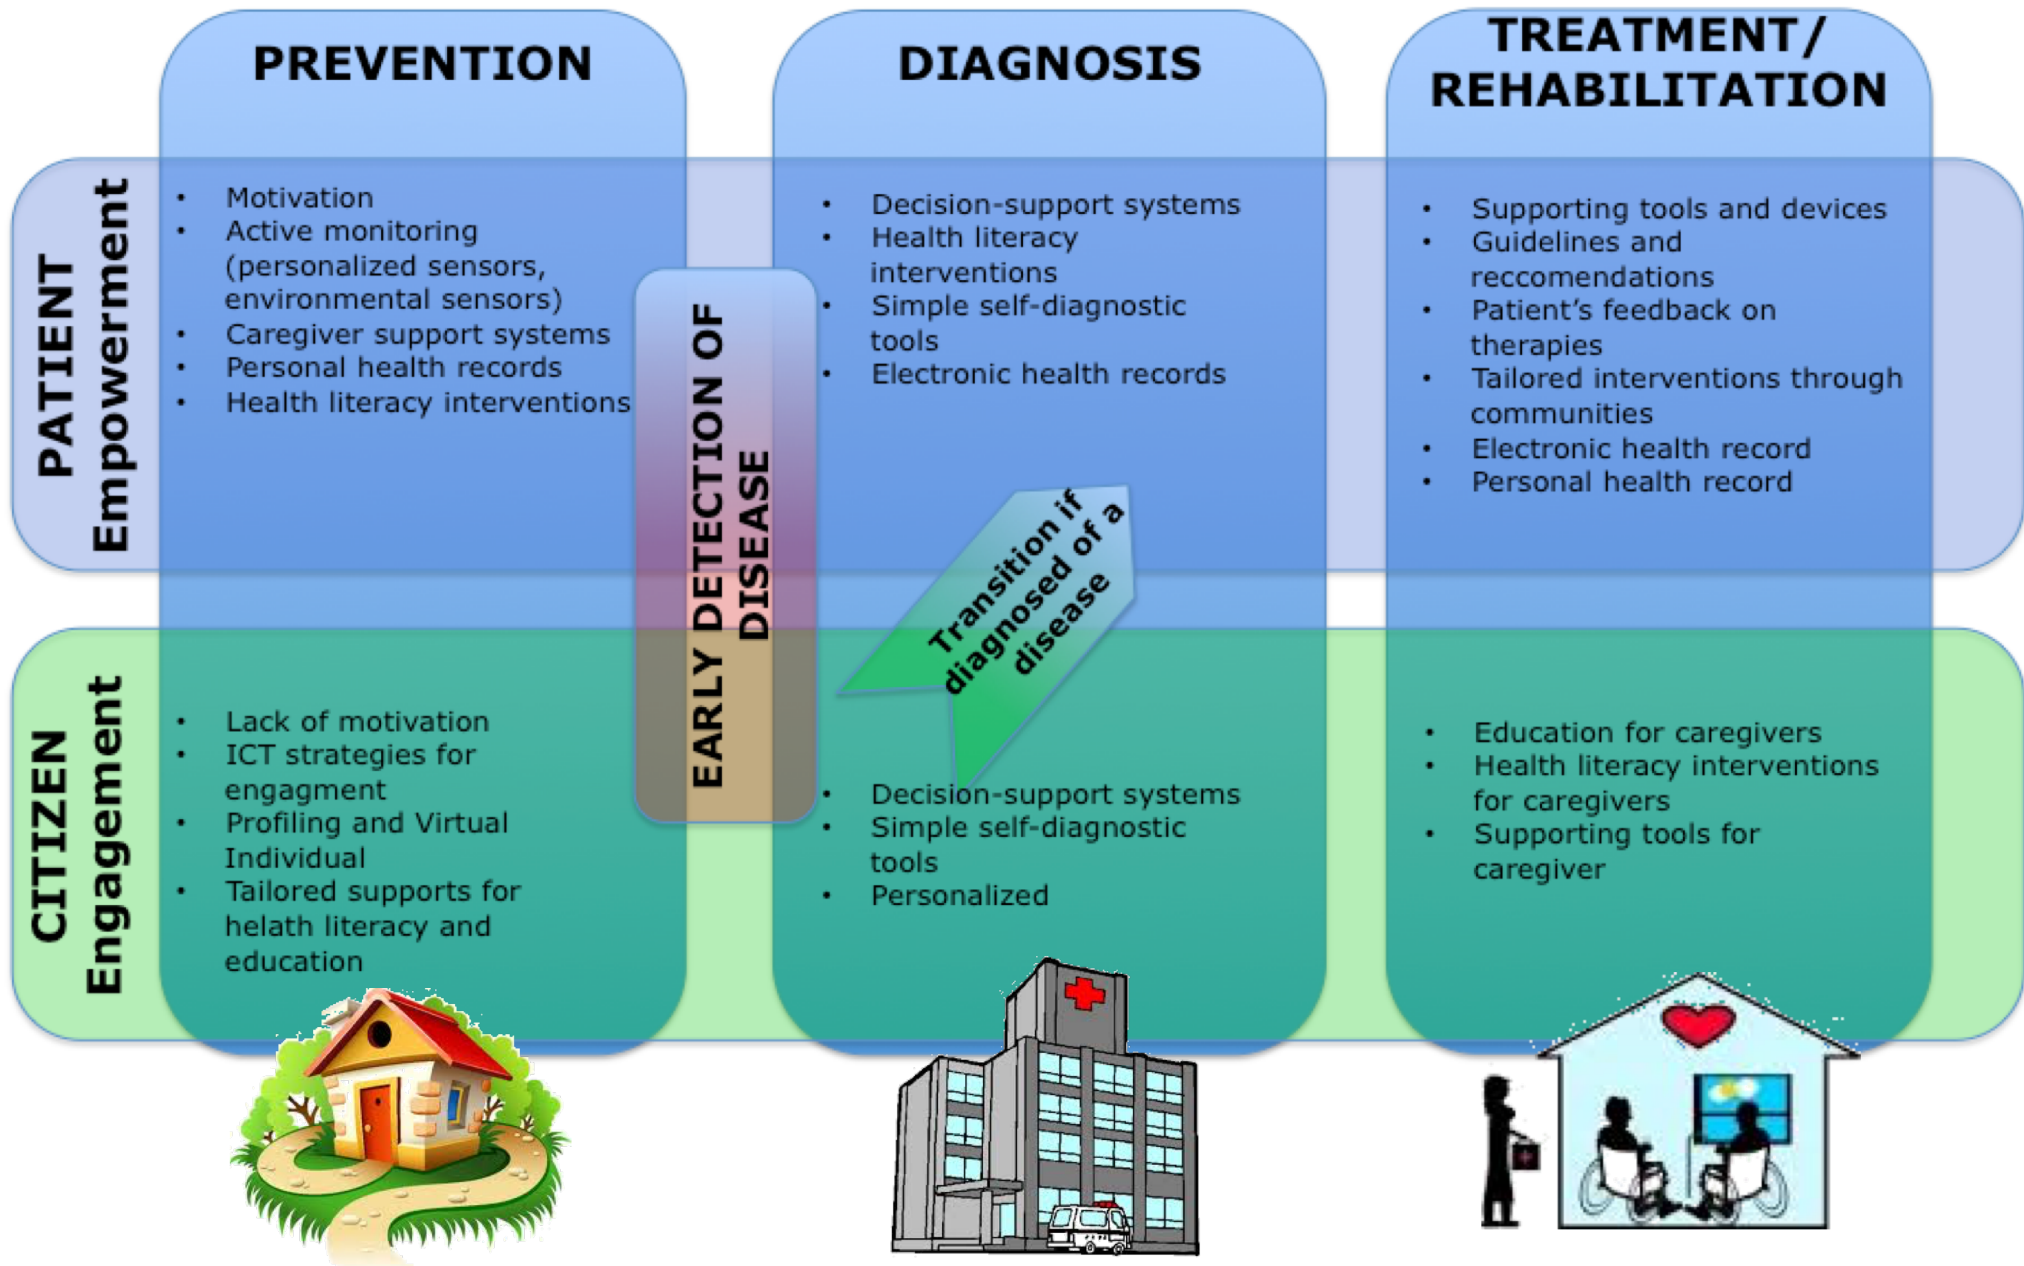 PREVENTION
DIAGNOSIS
TREATMENT/
REHABILITATION
PATIENT
Empowerment
• Motivation
• Active monitoring
(personalized sensors,
environmental sensors)
• Caregiver support systems
• Personal health records
• Health literacy interventions
• Decision-support systems
• Health literacy
interventions
• Simple self-diagnostic
tools
• Electronic health records
• Supporting tools and devices
• Guidelines and
reccomendations
• Patient’s feedback on
therapies
• Tailored interventions through
communities
• Electronic health record
• Personal health record
EARLY DETECTION OF
DISEASE
Transition if
diagnosed of a
disease
CITIZEN
Engagement
• Lack of motivation
• ICT strategies for
engagment
• Profiling and Virtual
Individual
• Tailored supports for
helath literacy and
education
• Decision-support systems
• Simple self-diagnostic
tools
• Personalized
• Education for caregivers
• Health literacy interventions
for caregivers
• Supporting tools for
caregiver